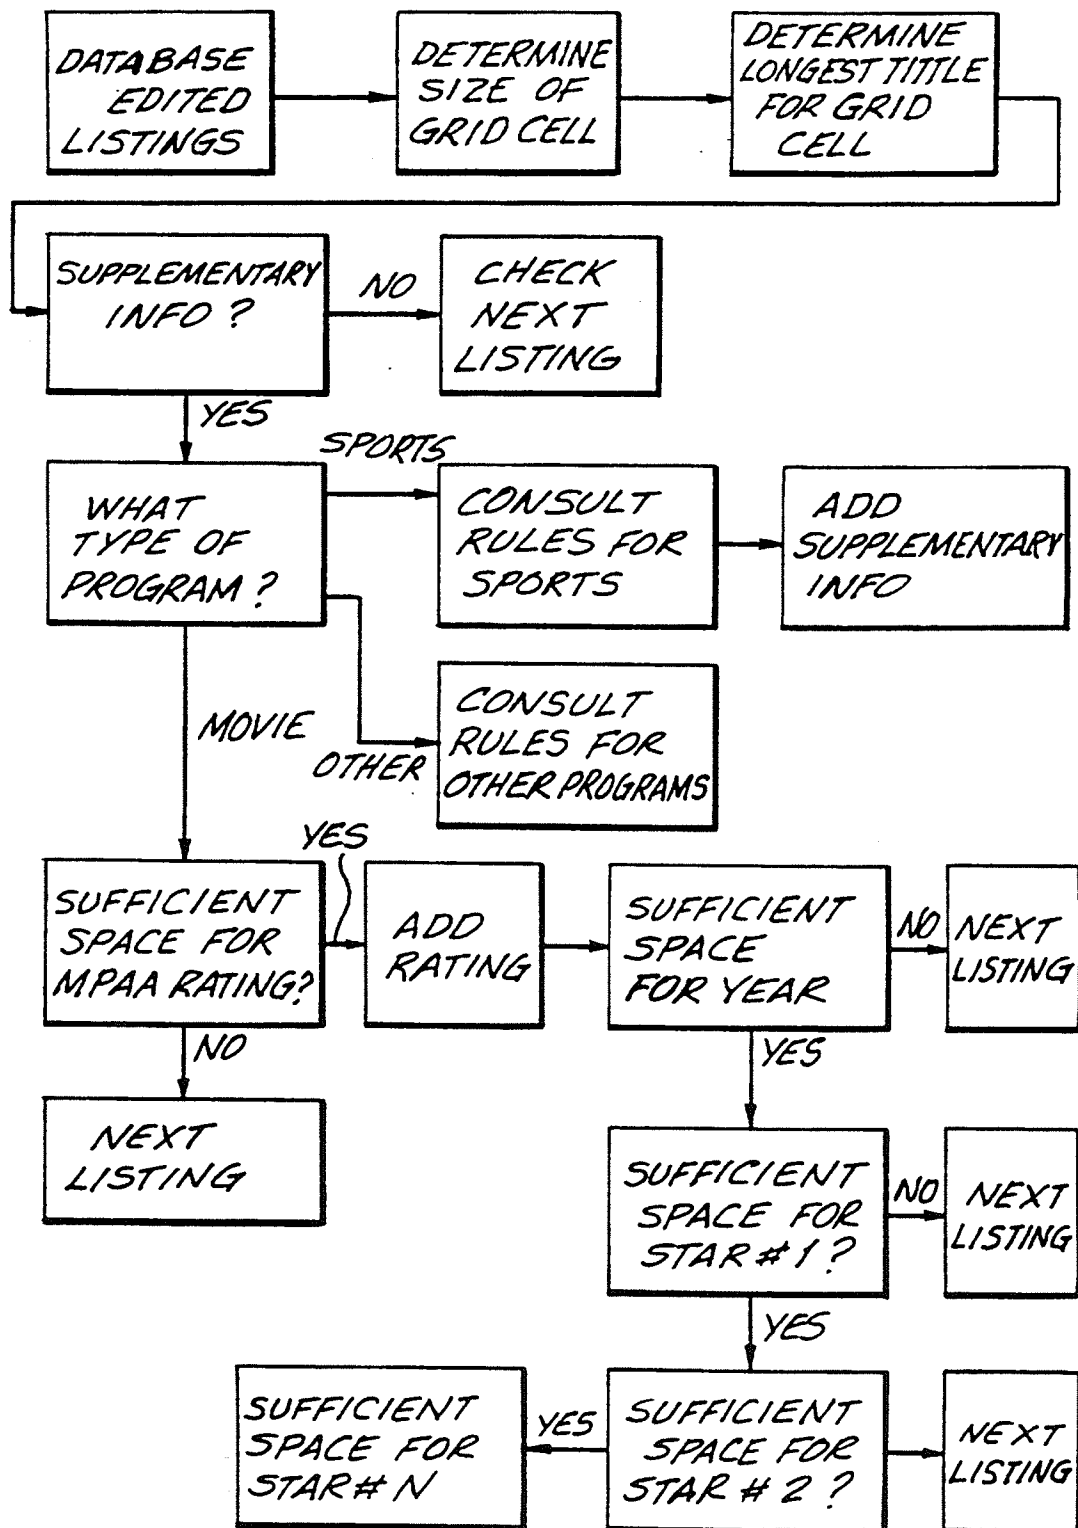 DATABASE
EDITED
LISTINGS
DETERMINE
SIZE OF
GRID CELL
DETERMINE
LONGEST TITTLE
FOR GRID
CELL
SUPPLEMENTARY
INFO?
NO
CHECK
NEXT
LISTING
YES
SPORTS
WHAT
TYPE OF
PROGRAM?
CONSULT
RULES FOR
SPORTS
ADD
SUPPLEMENTARY
INFO
MOVIE
OTHER
CONSULT
RULES FOR
OTHER PROGRAMS
YES
SUFFICIENT
SPACE FOR
MPAA RATING?
ADD
RATING
SUFFICIENT
SPACE
FOR YEAR
NO
NEXT
LISTING
NO
YES
NEXT
LISTING
SUFFICIENT
SPACE FOR
STAR #1?
NO
NEXT
LISTING
YES
SUFFICIENT
SPACE FOR
STAR # N
YES
SUFFICIENT
SPACE FOR
STAR # 2?
NEXT
LISTING